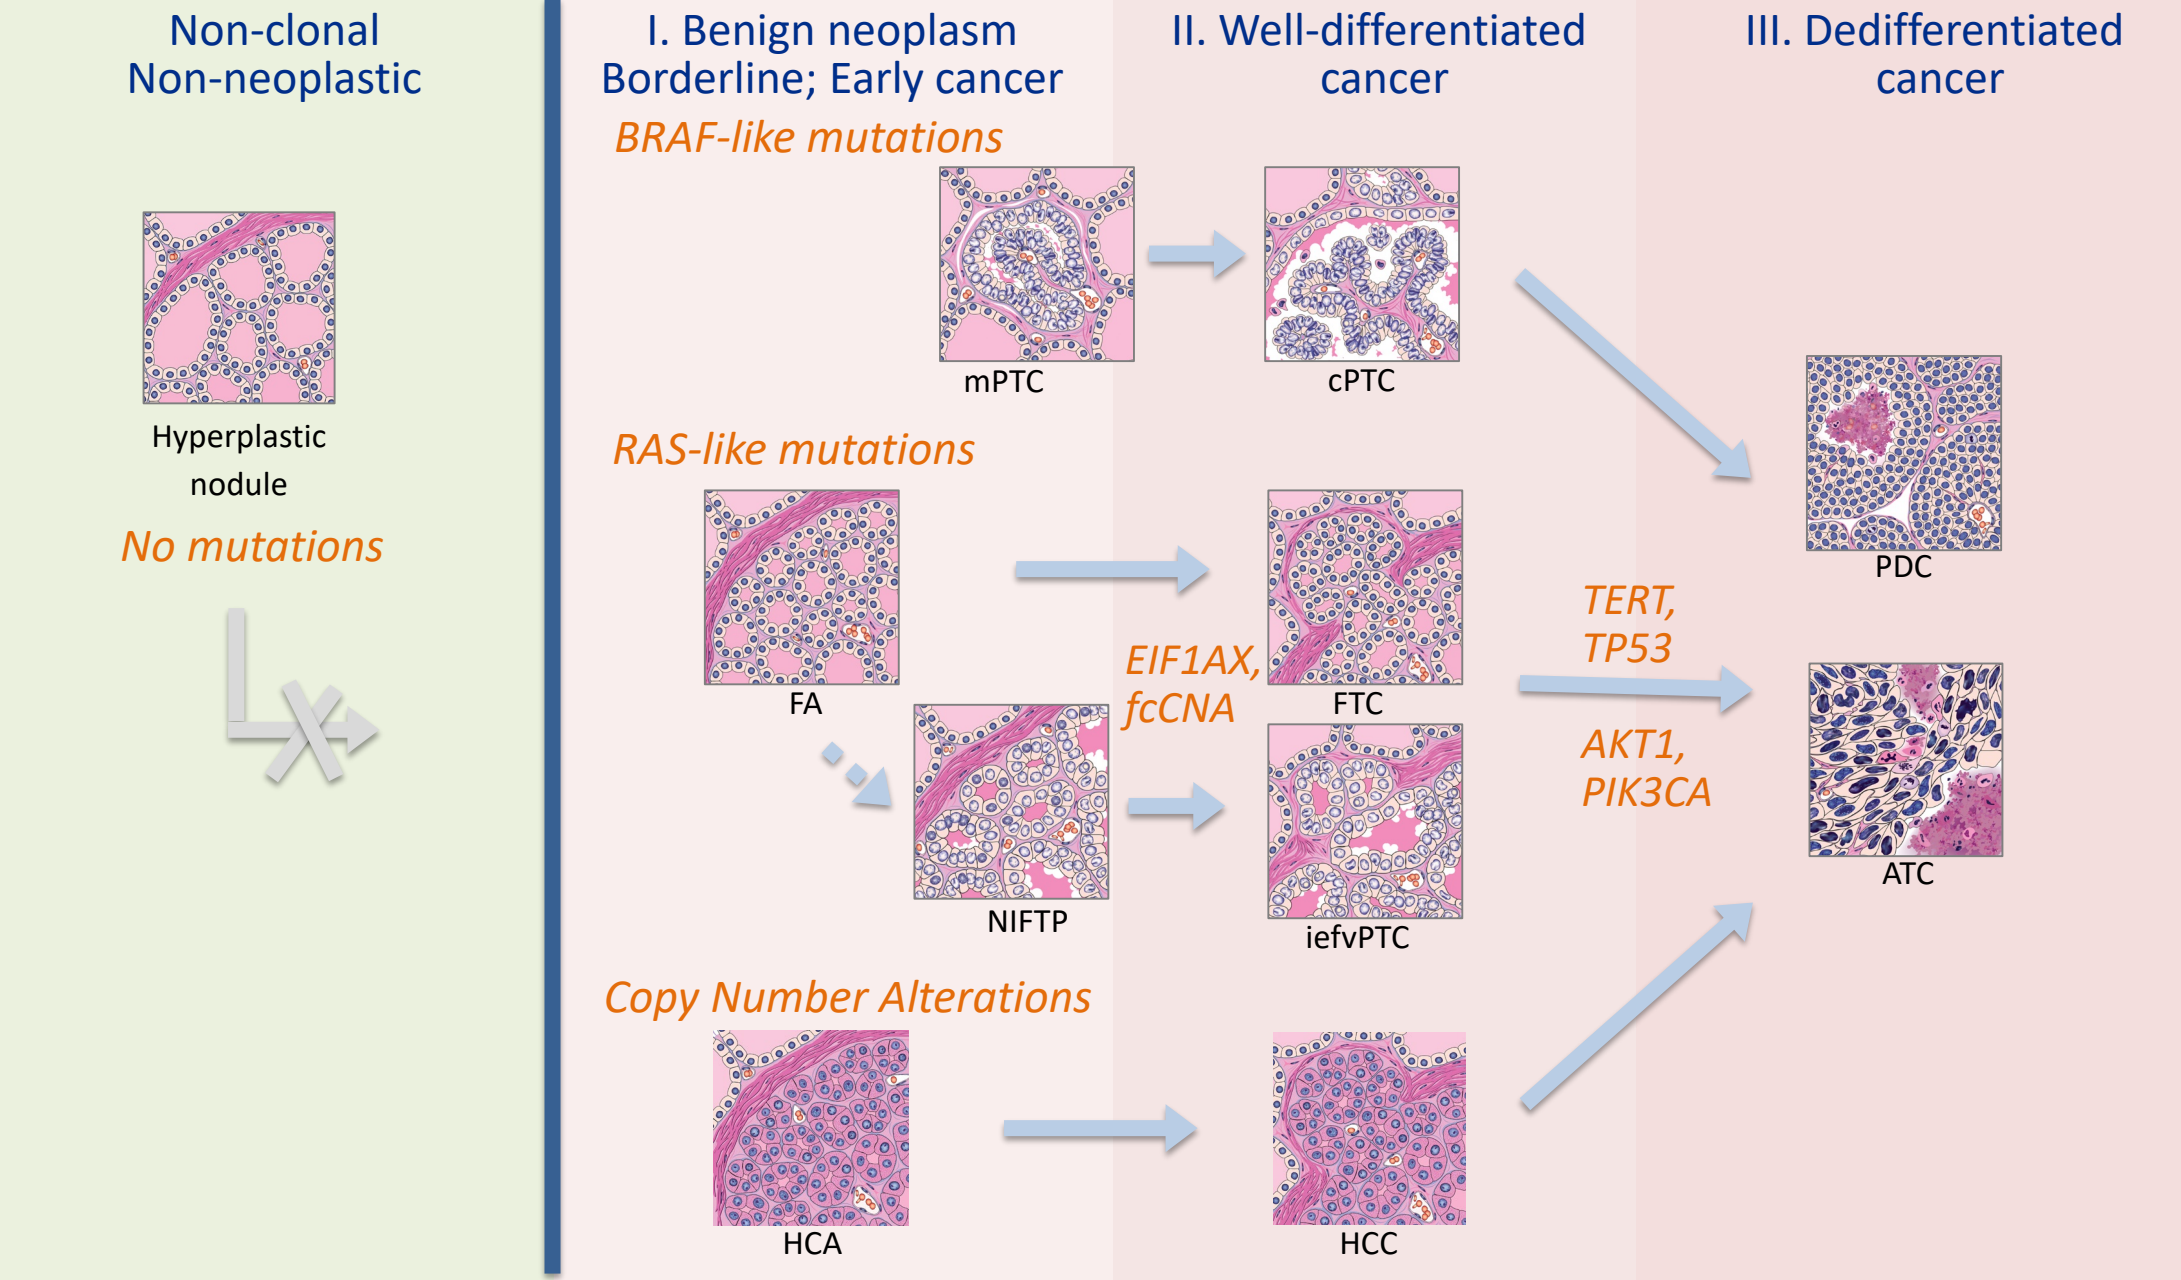 Non-clonal
Non-neoplastic
Hyperplastic
nodule
No mutations
I. Benign neoplasm
Borderline; Early cancer
II. Well-differentiated
cancer
III. Dedifferentiated
cancer
BRAF-like mutations
mPTC
cPTC
RAS-like mutations
FA
NIFTP
EIF1AX,
fcCNA
FTC
iefvPTC
Copy Number Alterations
HCA
HCC
TERT,
TP53
AKT1,
PIK3CA
PDC
ATC